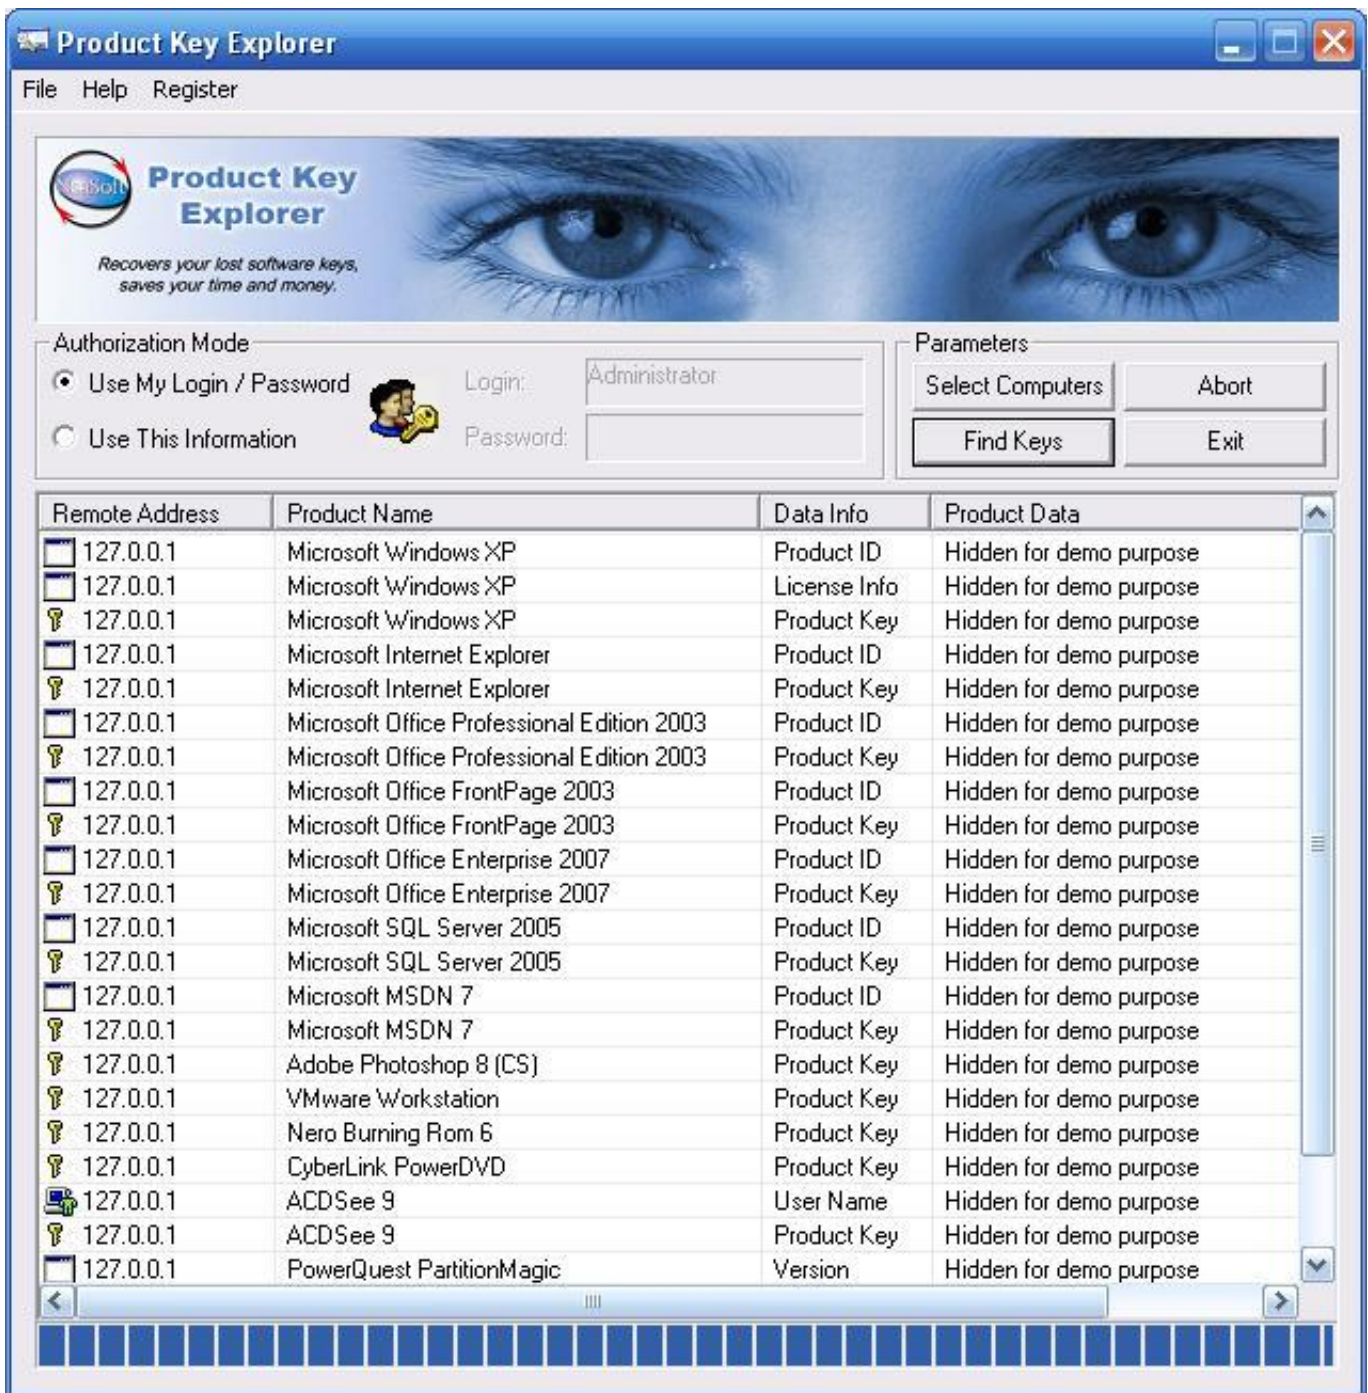 Product Key Explorer
File Help Register
Product Key
Explorer
Recovers your lost software keys,
saves your time and money.
Authorization Mode
Use My Login / Password
Login:
Administrator
Use This Information
Password:
Parameters
Select Computers
Abort
Find Keys
Exit
Remote Address Product Name Data Info Product Data
127.0.0.1 Microsoft Windows XP Product ID Hidden for demo purpose
127.0.0.1 Microsoft Windows XP License Info Hidden for demo purpose
127.0.0.1 Microsoft Windows XP Product Key Hidden for demo purpose
127.0.0.1 Microsoft Internet Explorer Product ID Hidden for demo purpose
127.0.0.1 Microsoft Internet Explorer Product Key Hidden for demo purpose
127.0.0.1 Microsoft Office Professional Edition 2003 Product ID Hidden for demo purpose
127.0.0.1 Microsoft Office Professional Edition 2003 Product Key Hidden for demo purpose
127.0.0.1 Microsoft Office FrontPage 2003 Product ID Hidden for demo purpose
127.0.0.1 Microsoft Office FrontPage 2003 Product Key Hidden for demo purpose
127.0.0.1 Microsoft Office Enterprise 2007 Product ID Hidden for demo purpose
127.0.0.1 Microsoft Office Enterprise 2007 Product Key Hidden for demo purpose
127.0.0.1 Microsoft SQL Server 2005 Product ID Hidden for demo purpose
127.0.0.1 Microsoft SQL Server 2005 Product Key Hidden for demo purpose
127.0.0.1 Microsoft MSDN 7 Product ID Hidden for demo purpose
127.0.0.1 Microsoft MSDN 7 Product Key Hidden for demo purpose
127.0.0.1 Adobe Photoshop 8 (CS) Product Key Hidden for demo purpose
127.0.0.1 VMware Workstation Product Key Hidden for demo purpose
127.0.0.1 Nero Burning Rom 6 Product Key Hidden for demo purpose
127.0.0.1 CyberLink PowerDVD Product Key Hidden for demo purpose
127.0.0.1 ACDSee 9 User Name Hidden for demo purpose
127.0.0.1 ACDSee 9 Product Key Hidden for demo purpose
127.0.0.1 PowerQuest PartitionMagic Version Hidden for demo purpose